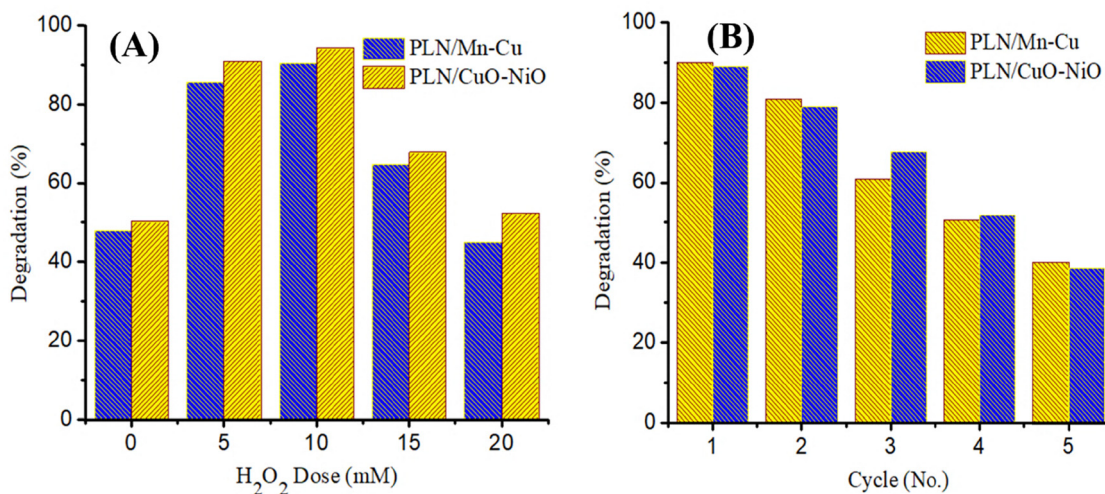 (A)
PLN/Mn-Cu
PLN/CuO-NiO
100
80
60
40
20
0
Degradation (%)
0 5 10 15 20
H₂O₂ Dose (mM)
(B)
PLN/Mn-Cu
PLN/CuO-NiO
100
80
60
40
20
0
Degradation (%)
1 2 3 4 5
Cycle (No.)